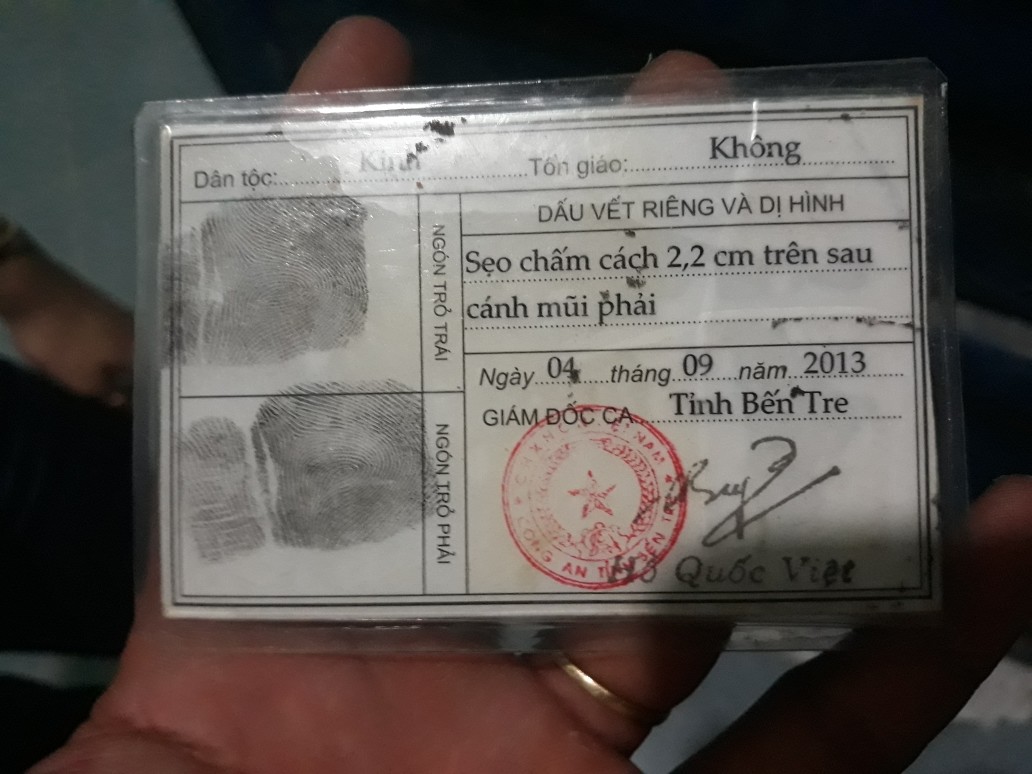 Dân tộc: Kinh Tôn giáo: Không
NGÓN TRỎ TRÁI
DẤU VẾT RIÊNG VÀ DỊ HÌNH
Sẹo chấm cách 2,2 cm trên sau
cánh mũi phải
NGÓN TRỎ PHẢI
Ngày 04 tháng 09 năm 2013
GIÁM ĐỐC CA Tỉnh Bến Tre
CÔNG AN TỈNH BẾN TRE
Hồ Quốc Việt